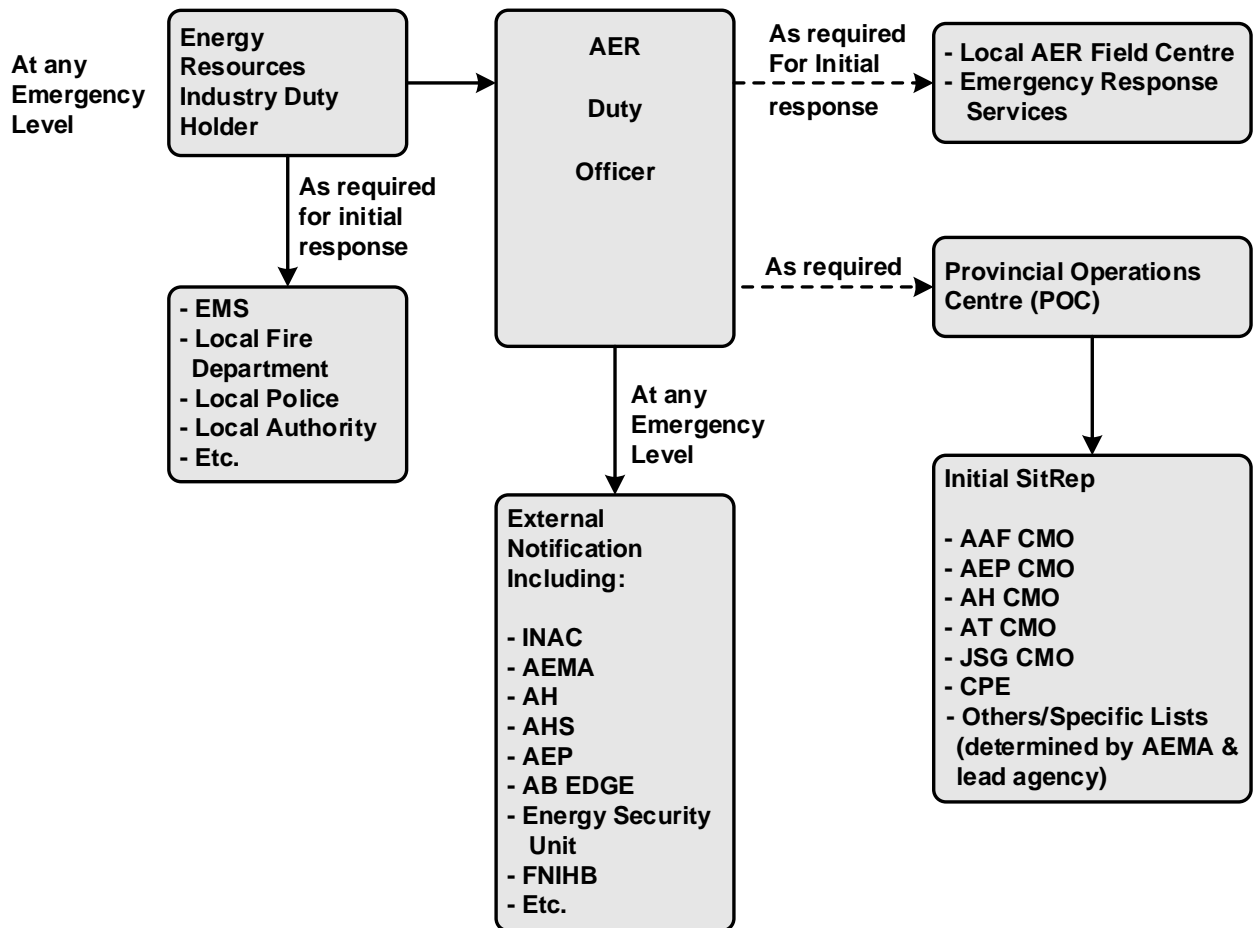 At any
Emergency
Level
Energy
Resources
Industry Duty
Holder
AER
Duty
Officer
As required
For Initial
response
- Local AER Field Centre
- Emergency Response
Services
As required
for initial
response
- EMS
- Local Fire
Department
- Local Police
- Local Authority
- Etc.
As required
Provincial Operations
Centre (POC)
At any
Emergency
Level
External
Notification
Including:
- INAC
- AEMA
- AH
- AHS
- AEP
- AB EDGE
- Energy Security
Unit
- FNIHB
- Etc.
Initial SitRep
- AAF CMO
- AEP CMO
- AH CMO
- AT CMO
- JSG CMO
- CPE
- Others/Specific Lists
(determined by AEMA &
lead agency)